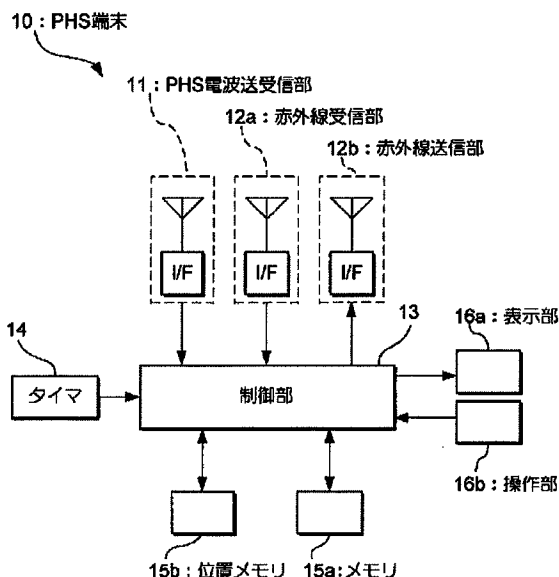 10:PHS端末
11:PHS電波送受信部
12a:赤外線受信部
12b:赤外線送信部
I/F
I/F
I/F
14
13
16a:表示部
タイマ
制御部
16b:操作部
15b:位置メモリ
15a:メモリ